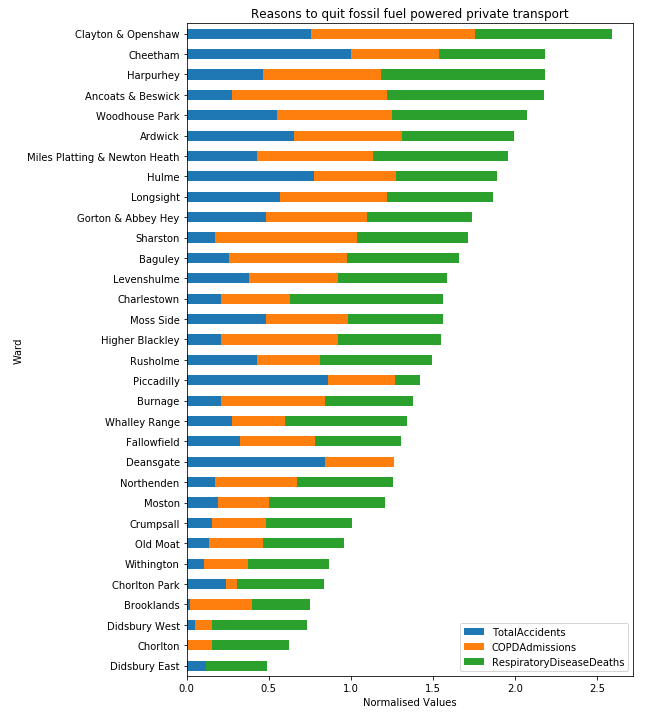 Reasons to quit fossil fuel powered private transport
Clayton & Openshaw
Cheetham
Harpurhey
Ancoats & Beswick
Woodhouse Park
Ardwick
Miles Platting & Newton Heath
Hulme
Longsight
Gorton & Abbey Hey
Sharston
Baguley
Levenshulme
Charlestown
Moss Side
Higher Blackley
Rusholme
Piccadilly
Burnage
Whalley Range
Fallowfield
Deansgate
Northenden
Moston
Crumpsall
Old Moat
Withington
Chorlton Park
Brooklands
Didsbury West
Chorlton
Didsbury East
Ward
TotalAccidents
COPDAdmissions
RespiratoryDiseaseDeaths
0.0 0.5 1.0 1.5 2.0 2.5
Normalised Values